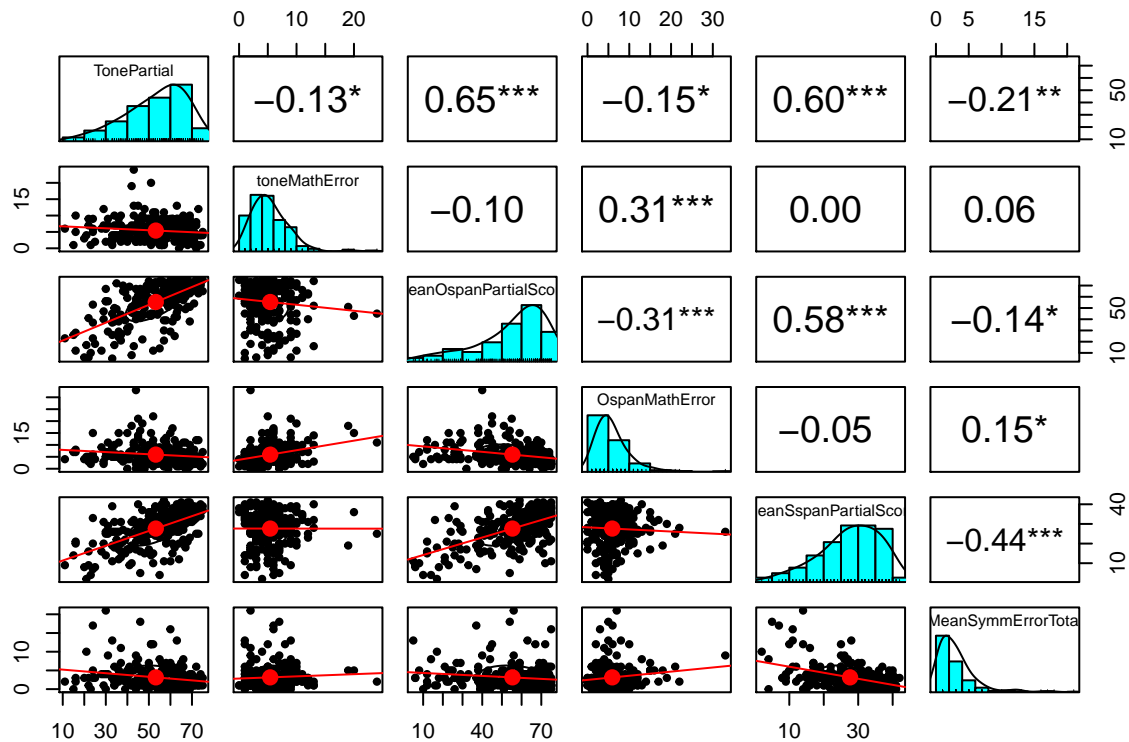 0 5 10 20
0 10 20 30
0 5 15
TonePartial
−0.13*
0.65***
−0.15*
0.60***
−0.21**
10 50
0 15
toneMathError
−0.10
0.31***
0.00
0.06
eanOspanPartialSco
−0.31***
0.58***
−0.14*
10 50
0 15
OspanMathError
−0.05
0.15*
eanSspanPartialSco
−0.44***
10 40
0 10
MeanSymmErrorTota
10 30 50 70
10 40 70
10 30